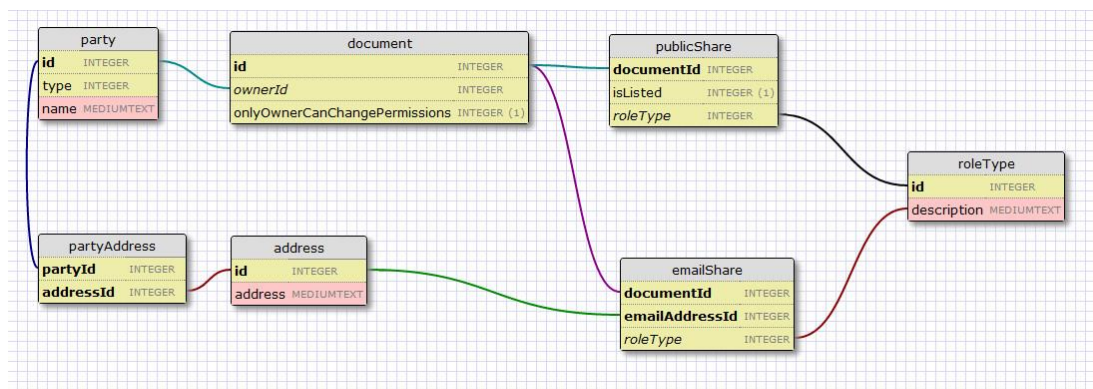 party
id INTEGER
type INTEGER
name MEDIUMTEXT
document
id INTEGER
ownerId INTEGER
onlyOwnerCanChangePermissions INTEGER (1)
publicShare
documentId INTEGER
isListed INTEGER (1)
roleType INTEGER
roleType
id INTEGER
description MEDIUMTEXT
partyAddress
partyId INTEGER
addressId INTEGER
address
id INTEGER
address MEDIUMTEXT
emailShare
documentId INTEGER
emailAddressId INTEGER
roleType INTEGER